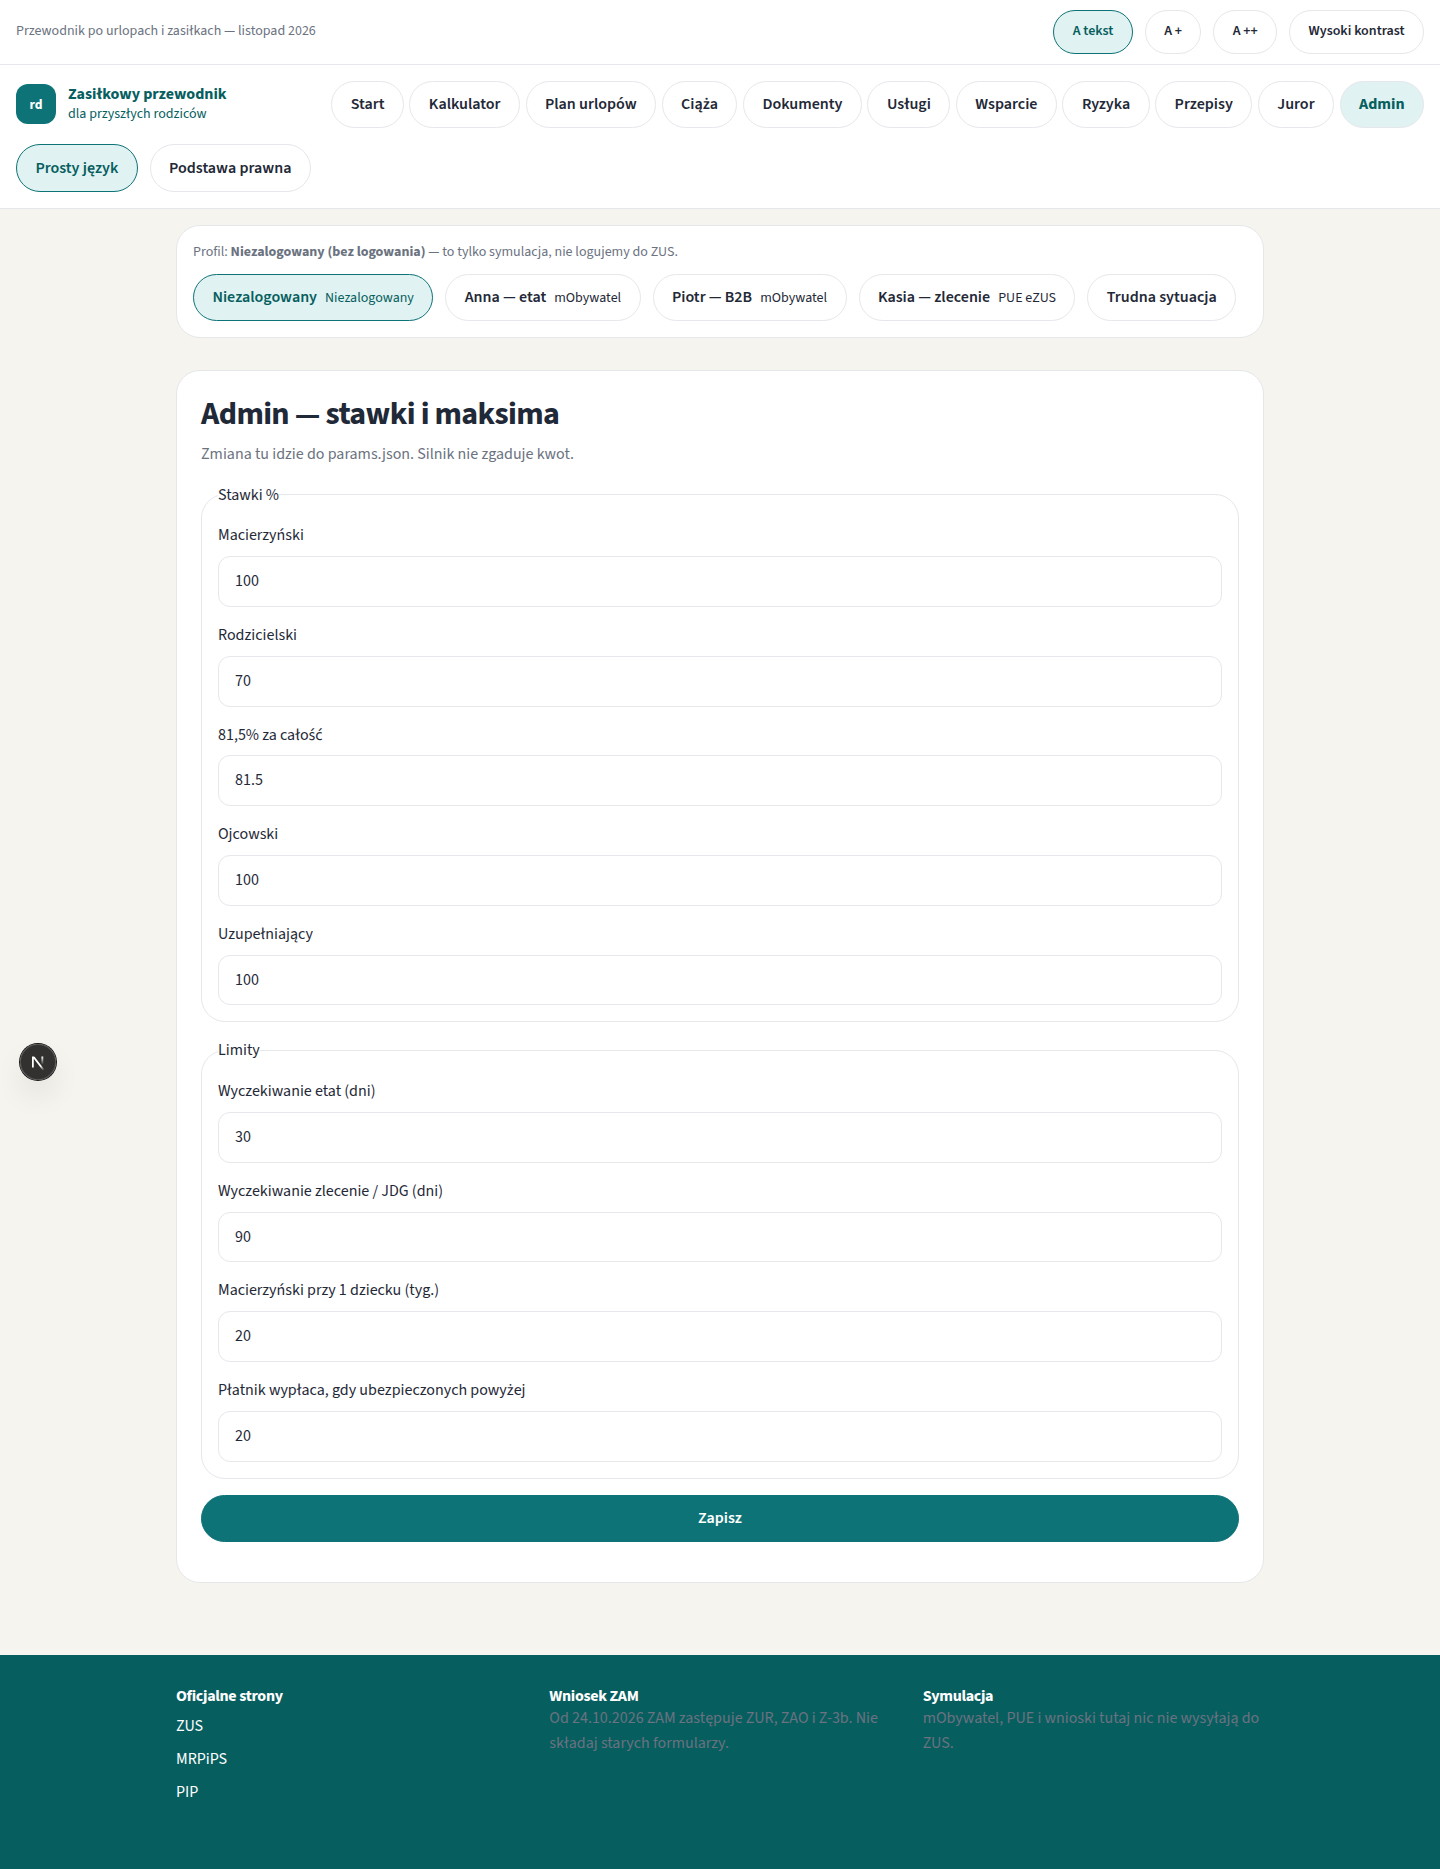 Przewodnik po urlopach i zasiłkach — listopad 2026
A tekst
A +
A ++
Wysoki kontrast
rd
Zasiłkowy przewodnik
dla przyszłych rodziców
Start
Kalkulator
Plan urlopów
Ciąża
Dokumenty
Usługi
Wsparcie
Ryzyka
Przepisy
Juror
Admin
Prosty język
Podstawa prawna
Profil: Niezalogowany (bez logowania) — to tylko symulacja, nie logujemy do ZUS.
Niezalogowany Niezalogowany
Anna — etat mObywatel
Piotr — B2B mObywatel
Kasia — zlecenie PUE eZUS
Trudna sytuacja
Admin — stawki i maksima
Zmiana tu idzie do params.json. Silnik nie zgaduje kwot.
Stawki %
Macierzyński
100
Rodzicielski
70
81,5% za całość
81.5
Ojcowski
100
Uzupełniający
100
Limity
Wyczekiwanie etat (dni)
30
Wyczekiwanie zlecenie / JDG (dni)
90
Macierzyński przy 1 dziecku (tyg.)
20
Płatnik wypłaca, gdy ubezpieczonych powyżej
20
Zapisz
N
Oficjalne strony
ZUS
MRPiPS
PIP
Wniosek ZAM
Od 24.10.2026 ZAM zastępuje ZUR, ZAO i Z-3b. Nie
składaj starych formularzy.
Symulacja
mObywatel, PUE i wnioski tutaj nic nie wysyłają do
ZUS.